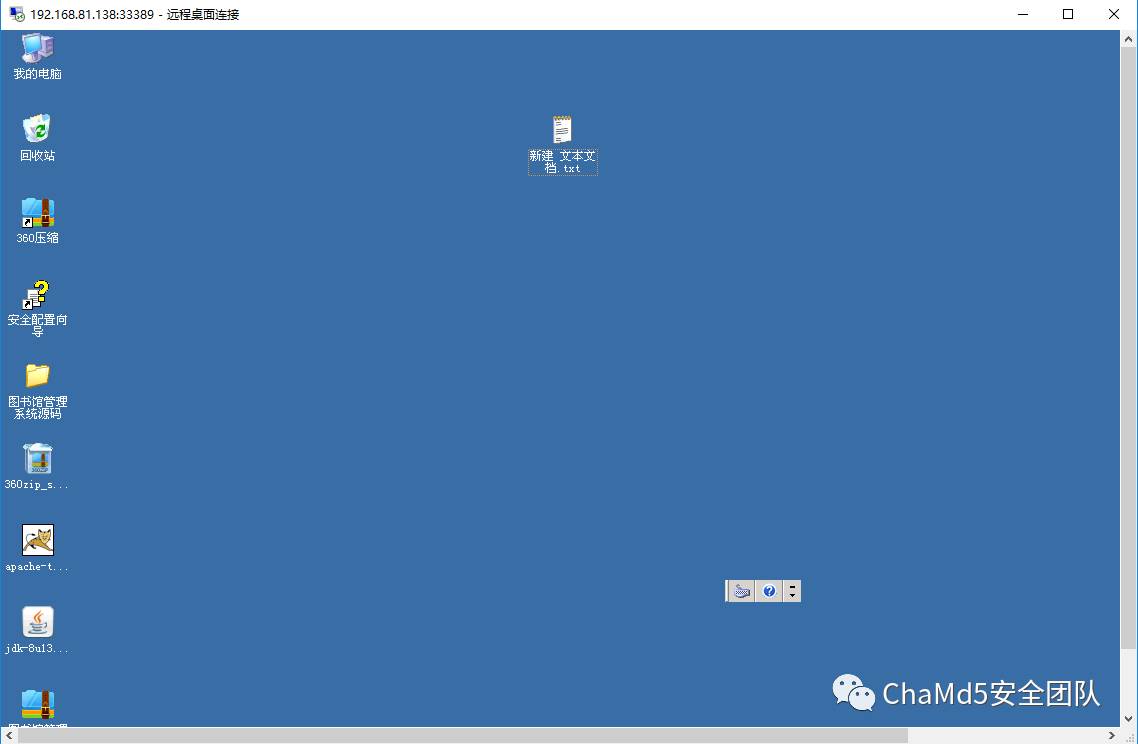 192.168.81.138:33389 - 远程桌面连接
我的电脑
回收站
360压缩
安全配置向
导
图书馆管理
系统源码
360zip_s...
apache-t...
jdk-8u13...
新建 文本文
档.txt
ChaMd5安全团队